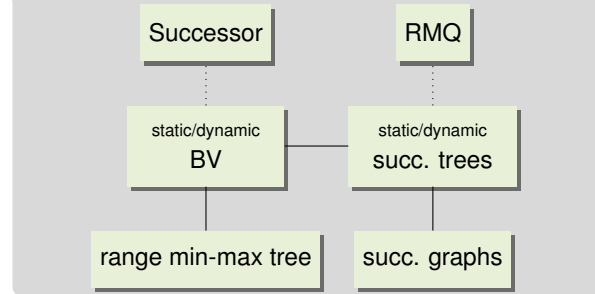 Successor
RMQ
static/dynamic
BV
static/dynamic
succ. trees
range min-max tree
succ. graphs